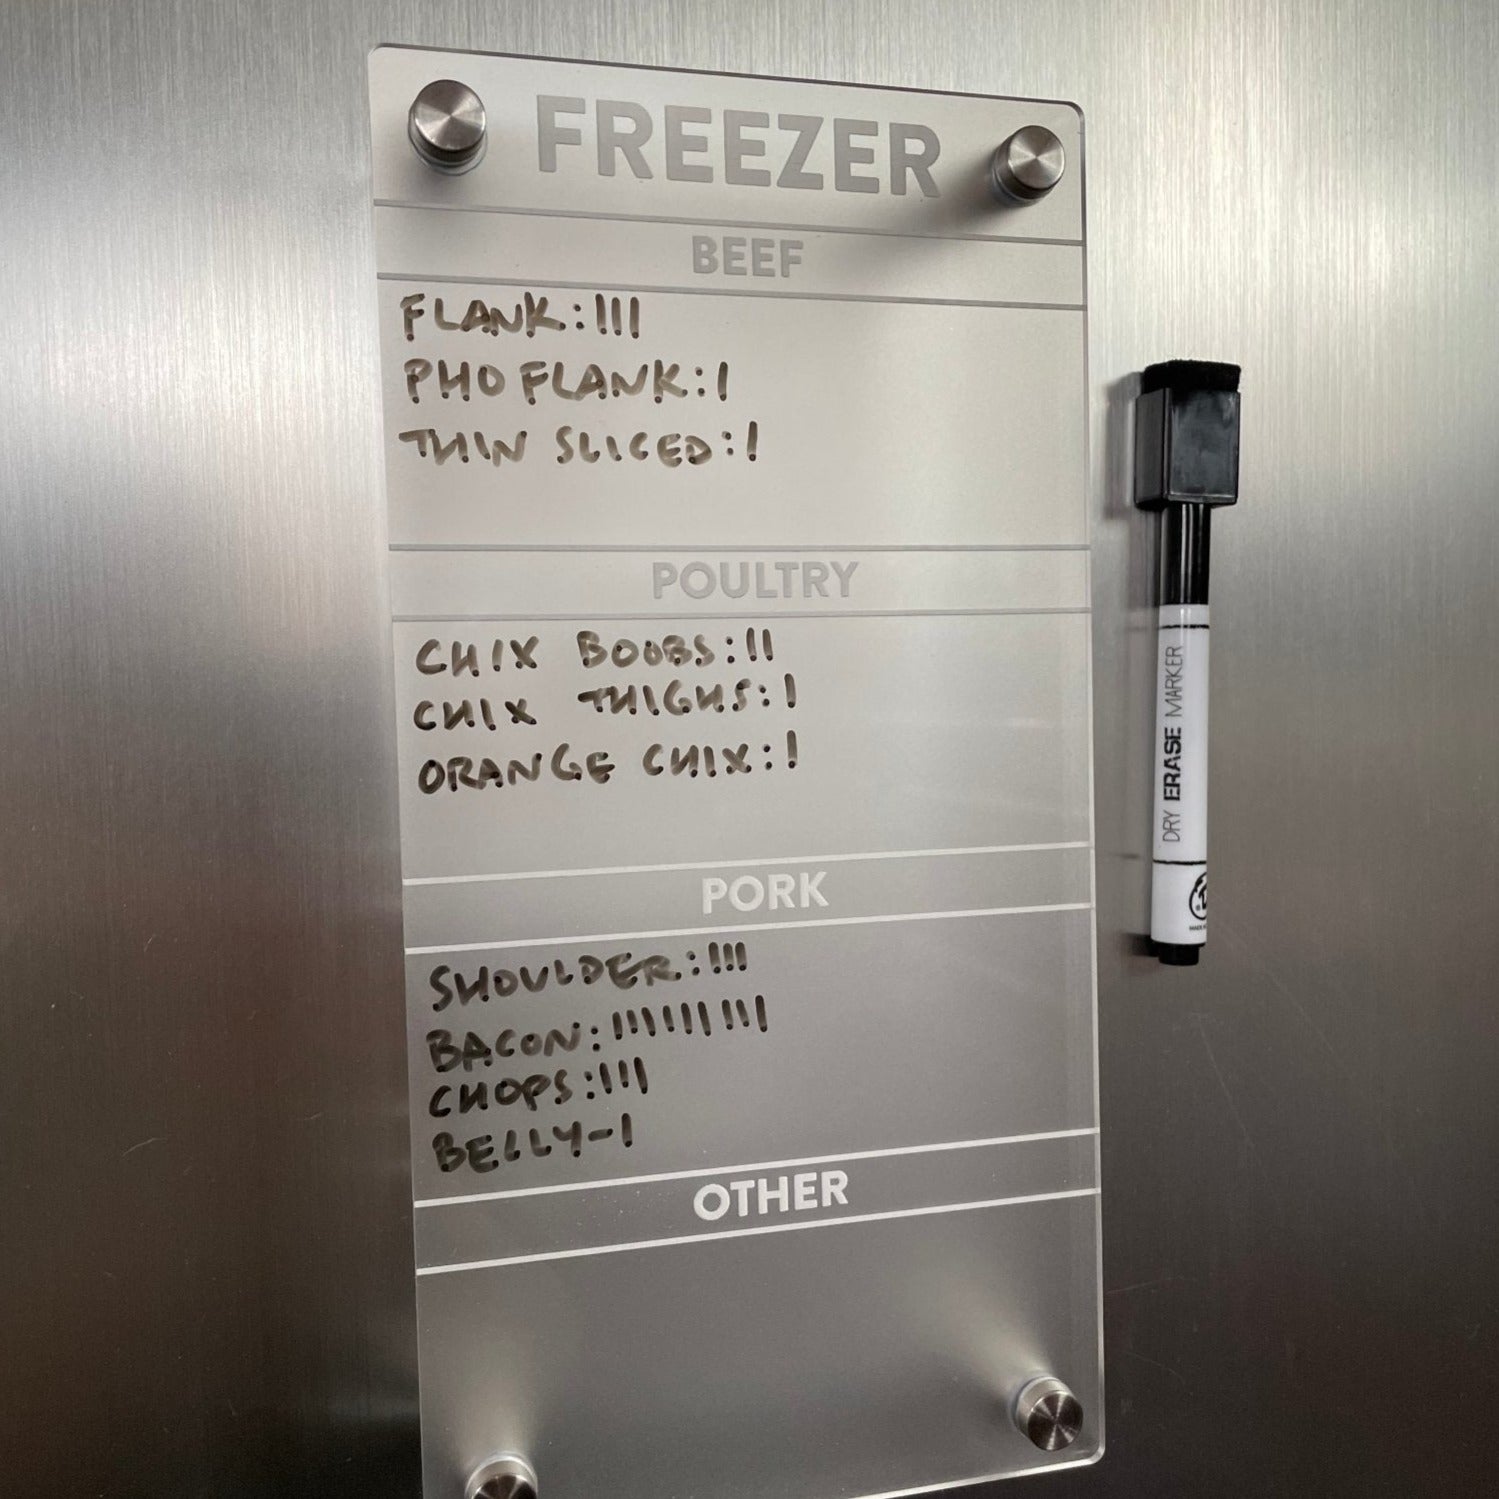 FREEZER
BEEF
FLANK:III
PHO FLANK:I
THIN SLICED:I
POULTRY
CHIX BOOBS:II
CHIX THIGHS:I
ORANGE CHIX:I
PORK
SHOULDER:III
BACON:IIIIIIIIII
CHOPS:III
BELLY-I
OTHER
DRY ERASE MARKER